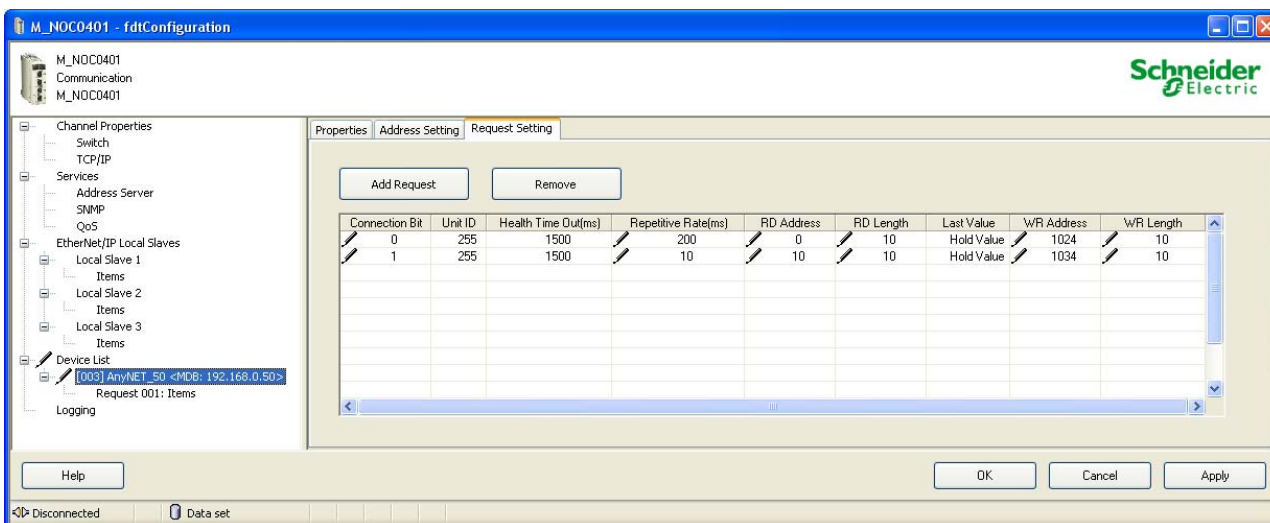 M_NOC0401 - fdtConfiguration
M_NOC0401
Communication
M_NOC0401
Schneider
Electric
Channel Properties
Switch
TCP/IP
Services
Address Server
SNMP
QoS
EtherNet/IP Local Slaves
Local Slave 1
Items
Local Slave 2
Items
Local Slave 3
Items
Device List
[003] AnyNET_50 <MDB: 192.168.0.50>
Request 001: Items
Logging
Properties Address Setting Request Setting
Add Request Remove
Connection Bit Unit ID Health Time Out(ms) Repetitive Rate(ms) RD Address RD Length Last Value WR Address WR Length
0 255 1500 200 0 10 Hold Value 1024 10
1 255 1500 10 10 10 Hold Value 1034 10
Help OK Cancel Apply
Disconnected Data set